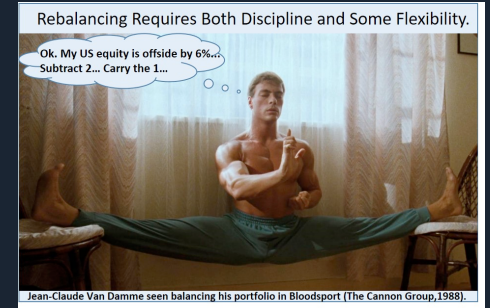 Rebalancing Requires Both Discipline and Some Flexibility.
Ok. My US equity is offside by 6%...
Subtract 2... Carry the 1...
Jean-Claude Van Damme seen balancing his portfolio in Bloodsport (The Cannon Group,1988).